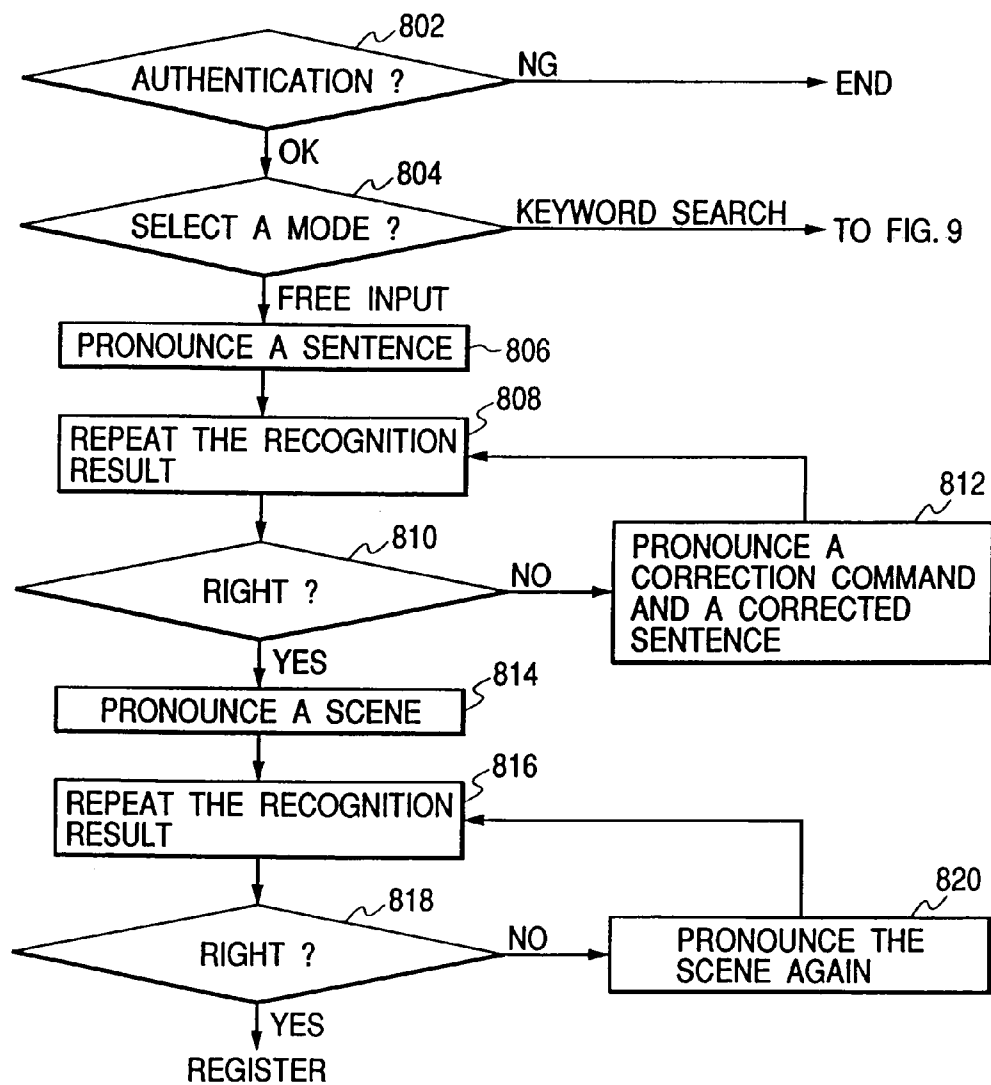 802
AUTHENTICATION ?
NG
END
OK
804
SELECT A MODE ?
KEYWORD SEARCH
TO FIG. 9
FREE INPUT
PRONOUNCE A SENTENCE
806
808
REPEAT THE RECOGNITION
RESULT
812
PRONOUNCE A
CORRECTION COMMAND
AND A CORRECTED
SENTENCE
810
RIGHT ?
NO
YES
814
PRONOUNCE A SCENE
816
REPEAT THE RECOGNITION
RESULT
820
PRONOUNCE THE
SCENE AGAIN
818
RIGHT ?
NO
YES
REGISTER